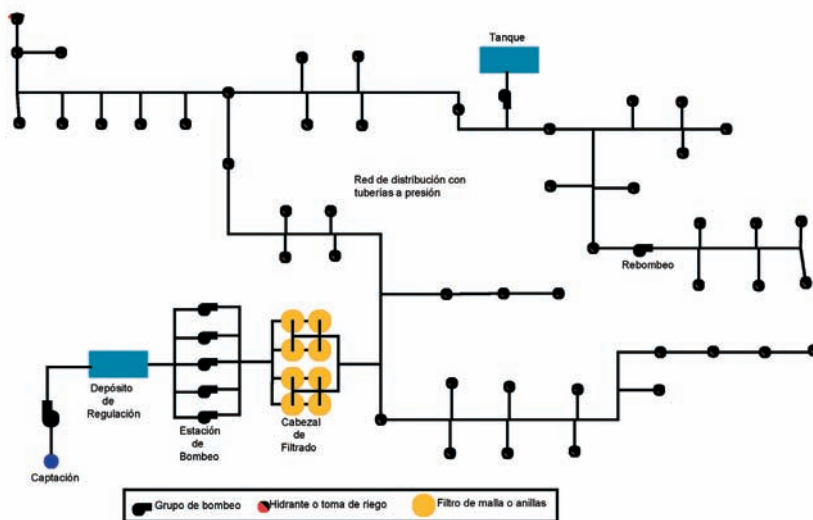 Tanque
Red de distribución con
tuberías a presión
Rebombeo
Depósito
de
Regulación
Estación
de
Bombeo
Cabezal
de
Filtrado
Captación
Grupo de bombeo
Hidrante o toma de riego
Filtro de malla o anillas